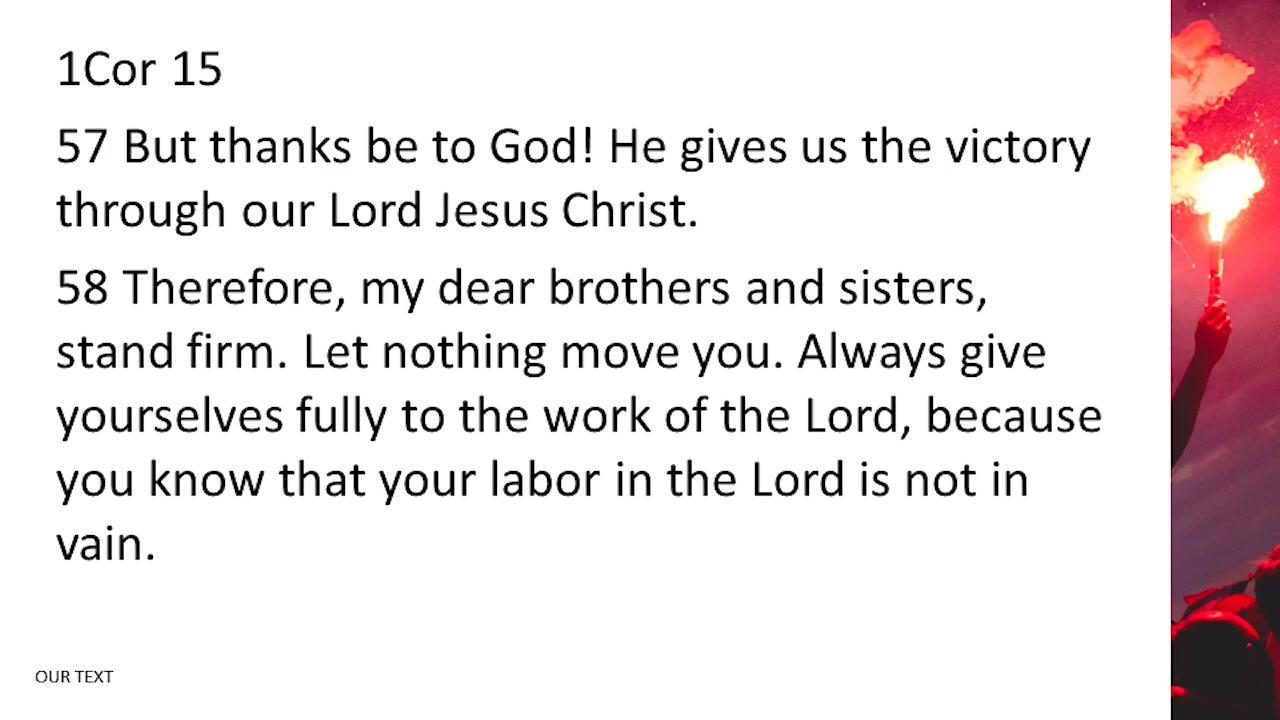 1Cor 15
57 But thanks be to God! He gives us the victory
through our Lord Jesus Christ.
58 Therefore, my dear brothers and sisters,
stand firm. Let nothing move you. Always give
yourselves fully to the work of the Lord, because
you know that your labor in the Lord is not in
vain.
OUR TEXT